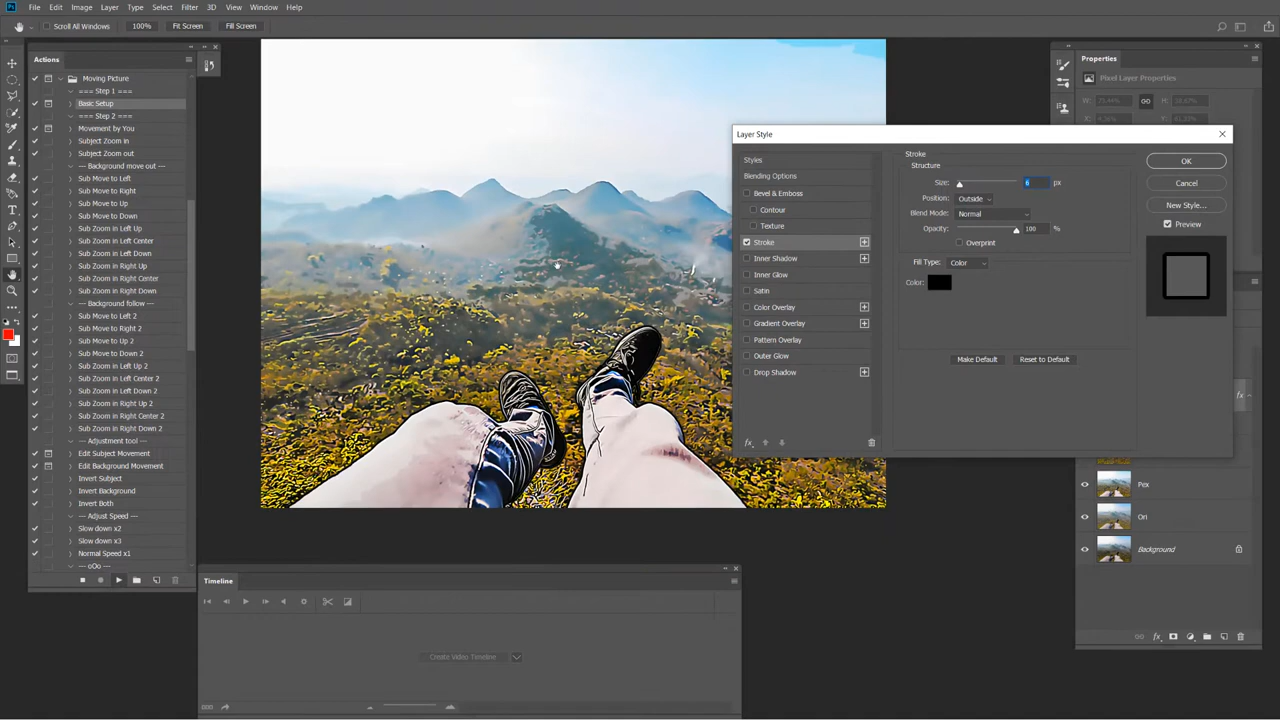 Ps File Edit Image Layer Type Select Filter 3D View Window Help
Scroll All Windows 100% Fit Screen Fill Screen
Actions
Moving Picture
=== Step 1 ===
Basic Setup
=== Step 2 ===
Movement by You
Subject Zoom in
Subject Zoom out
--- Background move out ---
Sub Move to Left
Sub Move to Right
Sub Move to Up
Sub Move to Down
Sub Zoom in Left Up
Sub Zoom in Left Center
Sub Zoom in Left Down
Sub Zoom in Right Up
Sub Zoom in Right Center
Sub Zoom in Right Down
--- Background follow ---
Sub Move to Left 2
Sub Move to Right 2
Sub Move to Up 2
Sub Move to Down 2
Sub Zoom in Left Up 2
Sub Zoom in Left Center 2
Sub Zoom in Left Down 2
Sub Zoom in Right Up 2
Sub Zoom in Right Center 2
Sub Zoom in Right Down 2
--- Adjustment tool ---
Edit Subject Movement
Edit Background Movement
Invert Subject
Invert Background
Invert Both
--- Adjust Speed ---
Slow down x2
Slow down x3
Normal Speed x1
--- oOo ---
Timeline
Create Video Timeline
Properties
Pixel Layer Properties
W:
H:
X:
Y:
Layer Style
Styles
Blending Options
Bevel & Emboss
Contour
Texture
Stroke
Inner Shadow
Inner Glow
Satin
Color Overlay
Gradient Overlay
Pattern Overlay
Outer Glow
Drop Shadow
fx
Stroke
Structure
Size: 6 px
Position: Outside
Blend Mode: Normal
Opacity: 100 %
Overprint
Fill Type: Color
Color:
Make Default Reset to Default
OK
Cancel
New Style...
Preview
fx
Pex
Ori
Background
fx